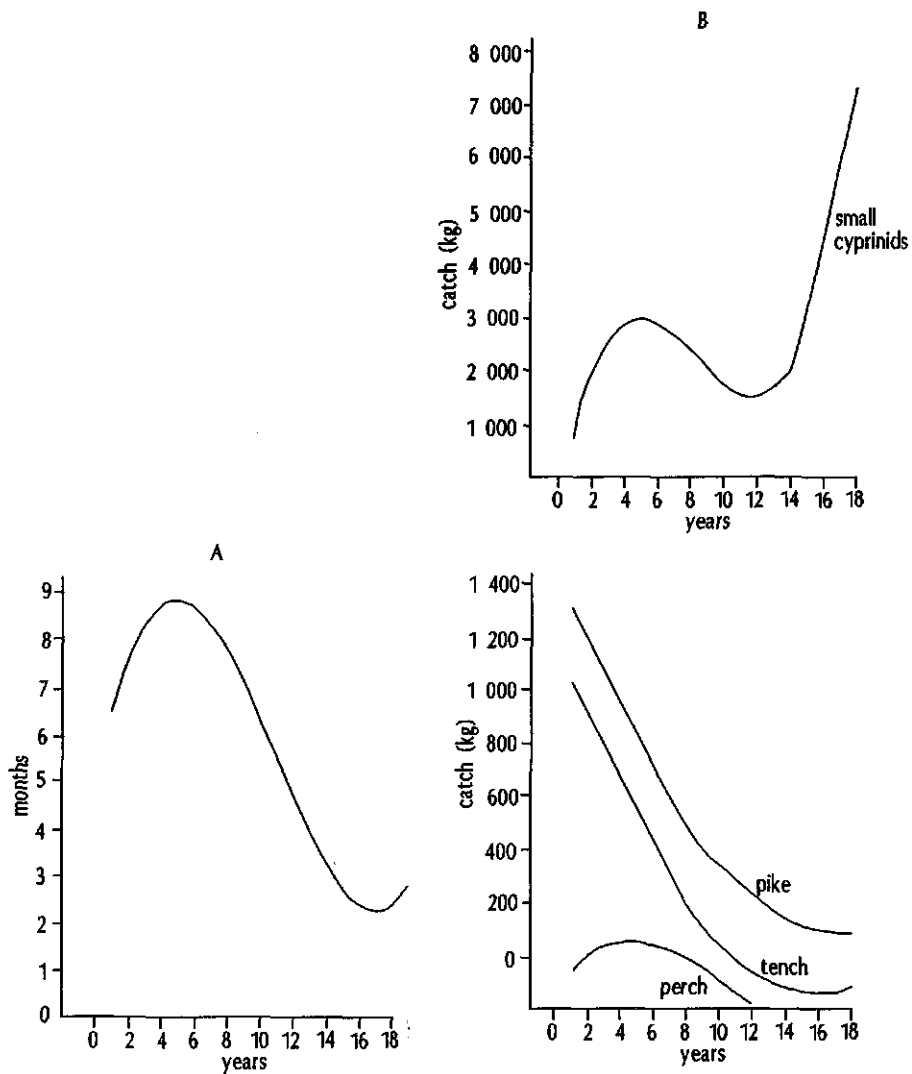 B
8 000
7 000
6 000
5 000
4 000
3 000
2 000
1 000
catch (kg)
small
cyprinids
0 2 4 6 8 10 12 14 16 18
years
A
9
8
7
6
5
4
3
2
1
0
months
0 2 4 6 8 10 12 14 16 18
years
1 400
1 200
1 000
800
600
400
200
0
catch (kg)
pike
tench
perch
0 2 4 6 8 10 12 14 16 18
years